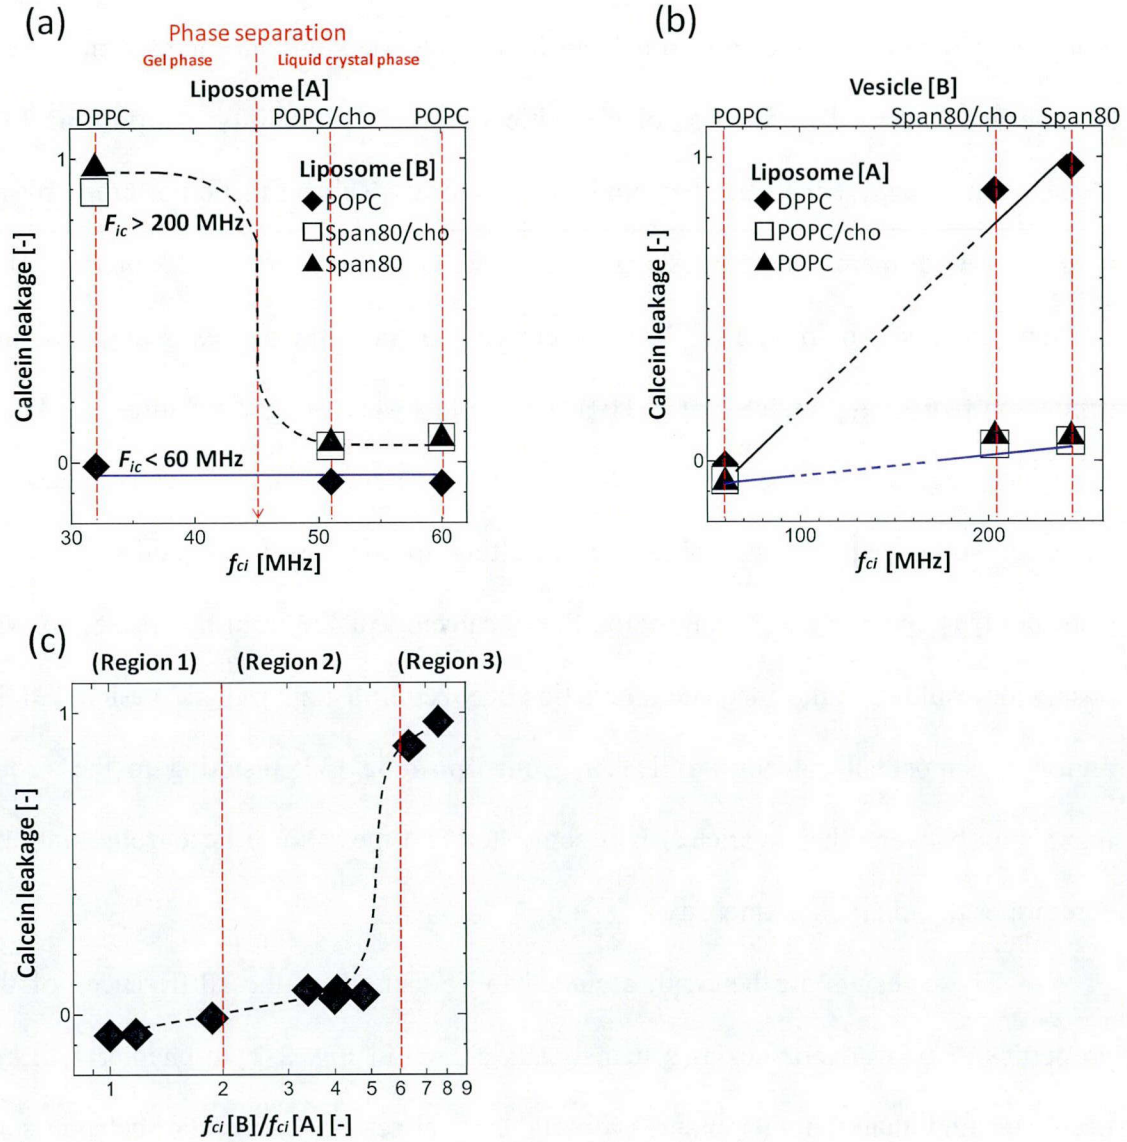 (a)
Phase separation
Gel phase
Liquid crystal phase
Liposome [A]
DPPC
POPC/cho
POPC
1
Liposome [B]
POPC
Span80/cho
Span80
Fic > 200 MHz
Fic < 60 MHz
0
Calcein leakage [-]
30
40
50
60
fci [MHz]
(b)
Vesicle [B]
POPC
Span80/cho
Span80
1
Liposome [A]
DPPC
POPC/cho
POPC
0
Calcein leakage [-]
100
200
fci [MHz]
(c)
(Region 1)
(Region 2)
(Region 3)
1
0
Calcein leakage [-]
1
2
3
4
5
6
7
8
9
fci [B]/fci [A] [-]